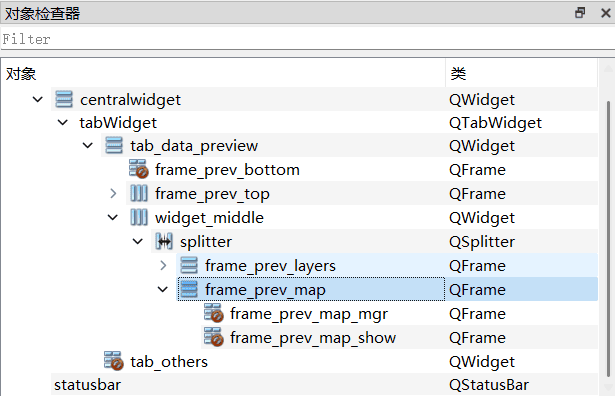 对象检查器
Filter
对象 类
centralwidget QWidget
tabWidget QTabWidget
tab_data_preview QWidget
frame_prev_bottom QFrame
frame_prev_top QFrame
widget_middle QWidget
splitter QSplitter
frame_prev_layers QFrame
frame_prev_map QFrame
frame_prev_map_mgr QFrame
frame_prev_map_show QFrame
tab_others QWidget
statusbar QStatusBar